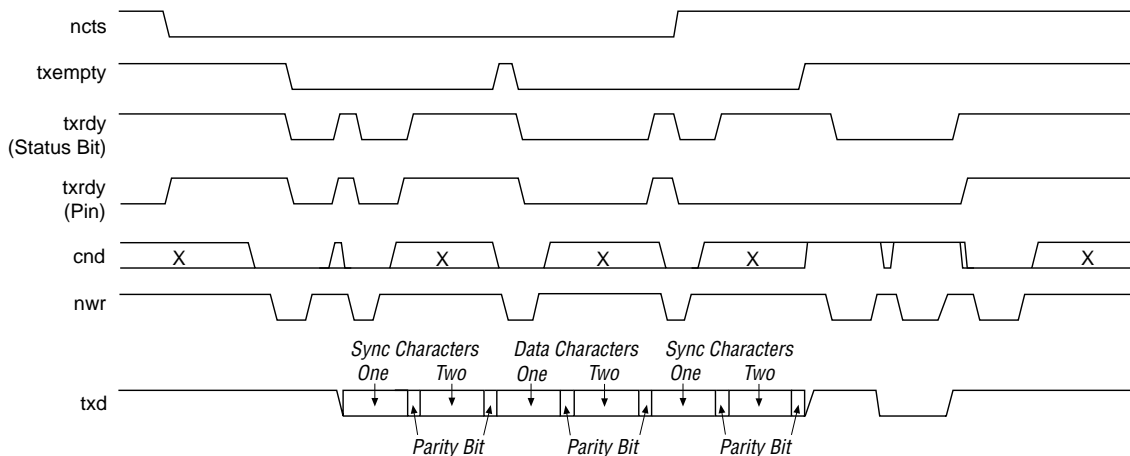 ncts
txempty
txrdy
(Status Bit)
txrdy
(Pin)
cnd
X
X
X
X
X
nwr
Sync Characters
One
Two
Data Characters
One
Two
Sync Characters
One
Two
txd
Parity Bit
Parity Bit
Parity Bit